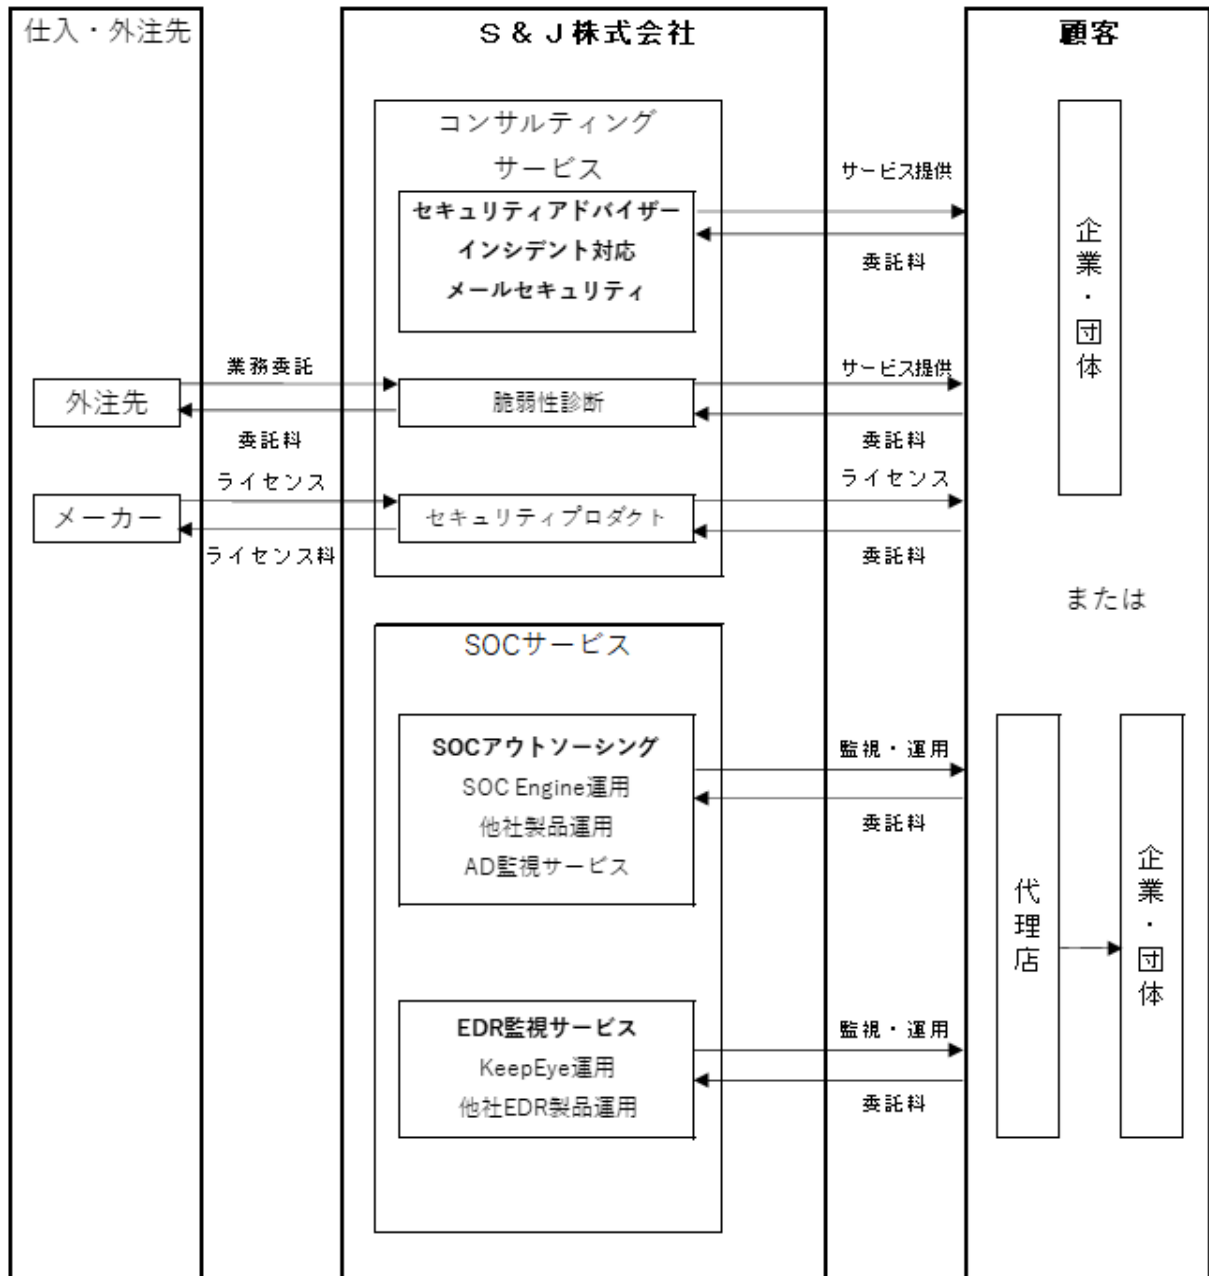 仕入・外注先
S & J 株式会社
顧客
コンサルティング
サービス
セキュリティアドバイザー
インシデント対応
メールセキュリティ
サービス提供
委託料
企業・団体
業務委託
外注先
委託料
脆弱性診断
サービス提供
委託料
ライセンス
メーカー
ライセンス料
セキュリティプロダクト
ライセンス
委託料
または
SOCサービス
SOCアウトソーシング
SOC Engine運用
他社製品運用
AD監視サービス
監視・運用
委託料
代理店
企業・団体
EDR監視サービス
KeepEye運用
他社EDR製品運用
監視・運用
委託料